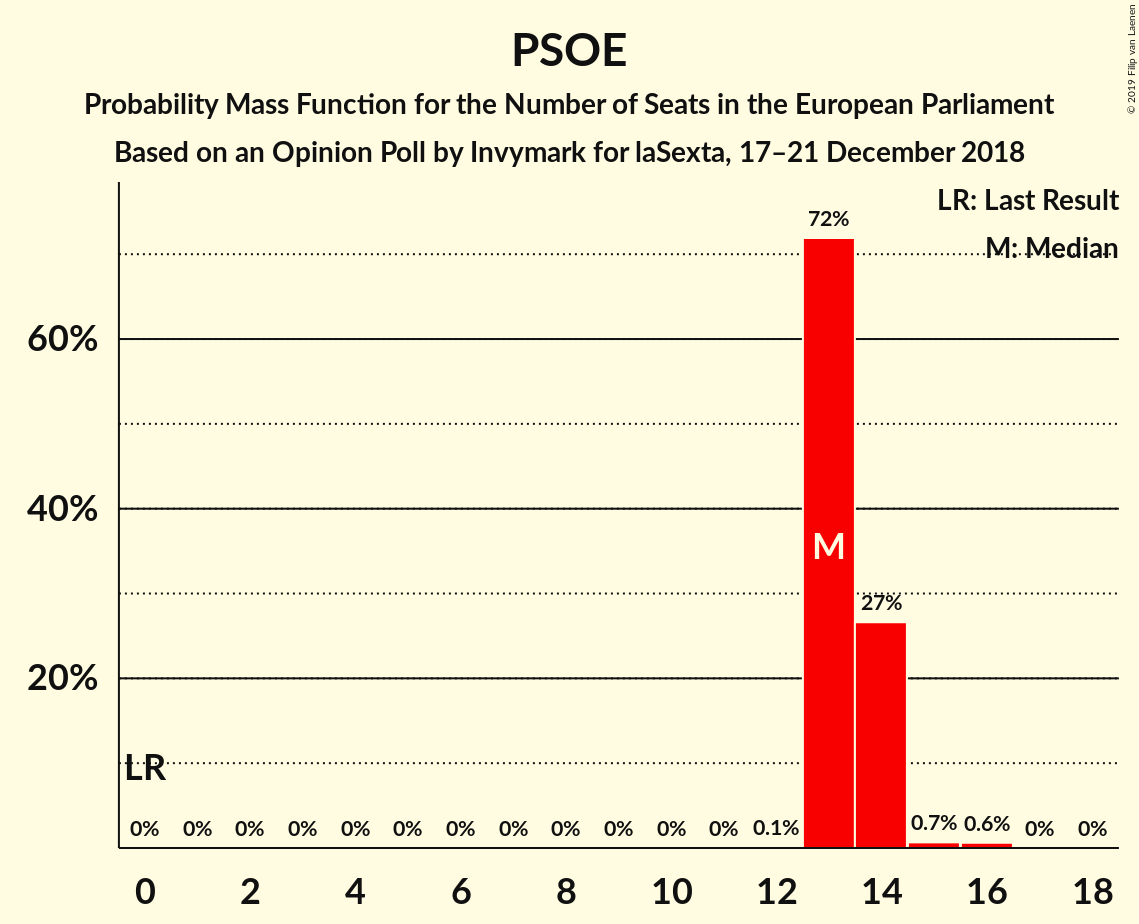 PSOE
Probability Mass Function for the Number of Seats in the European Parliament
Based on an Opinion Poll by Invymark for laSexta, 17–21 December 2018
© 2019 Filip van Laenen
LR: Last Result
M: Median
72%
60%
40%
M
27%
20%
LR
0% 0% 0% 0% 0% 0% 0% 0% 0% 0% 0% 0% 0.1% 0.7% 0.6% 0% 0%
0 2 4 6 8 10 12 14 16 18